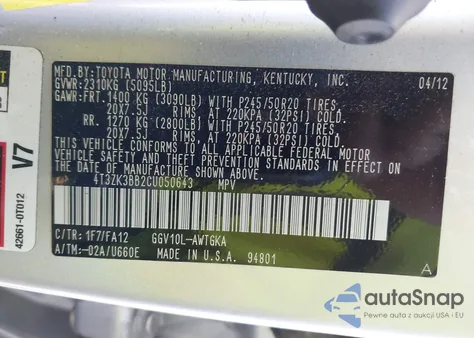 MFD. BY: TOYOTA MOTOR MANUFACTURING, KENTUCKY, INC. 04/12
GVWR: 2310KG (5095LB)
GAWR: FRT. 1400 KG (3090LB) WITH P245/50R20 TIRES,
20X7.5J RIMS AT 220KPA (32PSI) COLD.
RR. 1270 KG (2800LB) WITH P245/50R20 TIRES,
20X7.5J RIMS AT 220KPA (32PSI) COLD.
THIS VEHICLE CONFORMS TO ALL APPLICABLE FEDERAL MOTOR
VEHICLE SAFETY AND THEFT PREVENTION STANDARDS IN EFFECT ON
THE DATE OF MANUFACTURE SHOWN ABOVE.
4T3ZK3BB2CU050643 MPV
C/TR: 1F7/FA12 GGV10L-AWTGKA
A/TM: -02A/U660E MADE IN U.S.A. 94801
A
V7
42661-0T012
autoSnap
Pewne auta z aukcji USA i EU